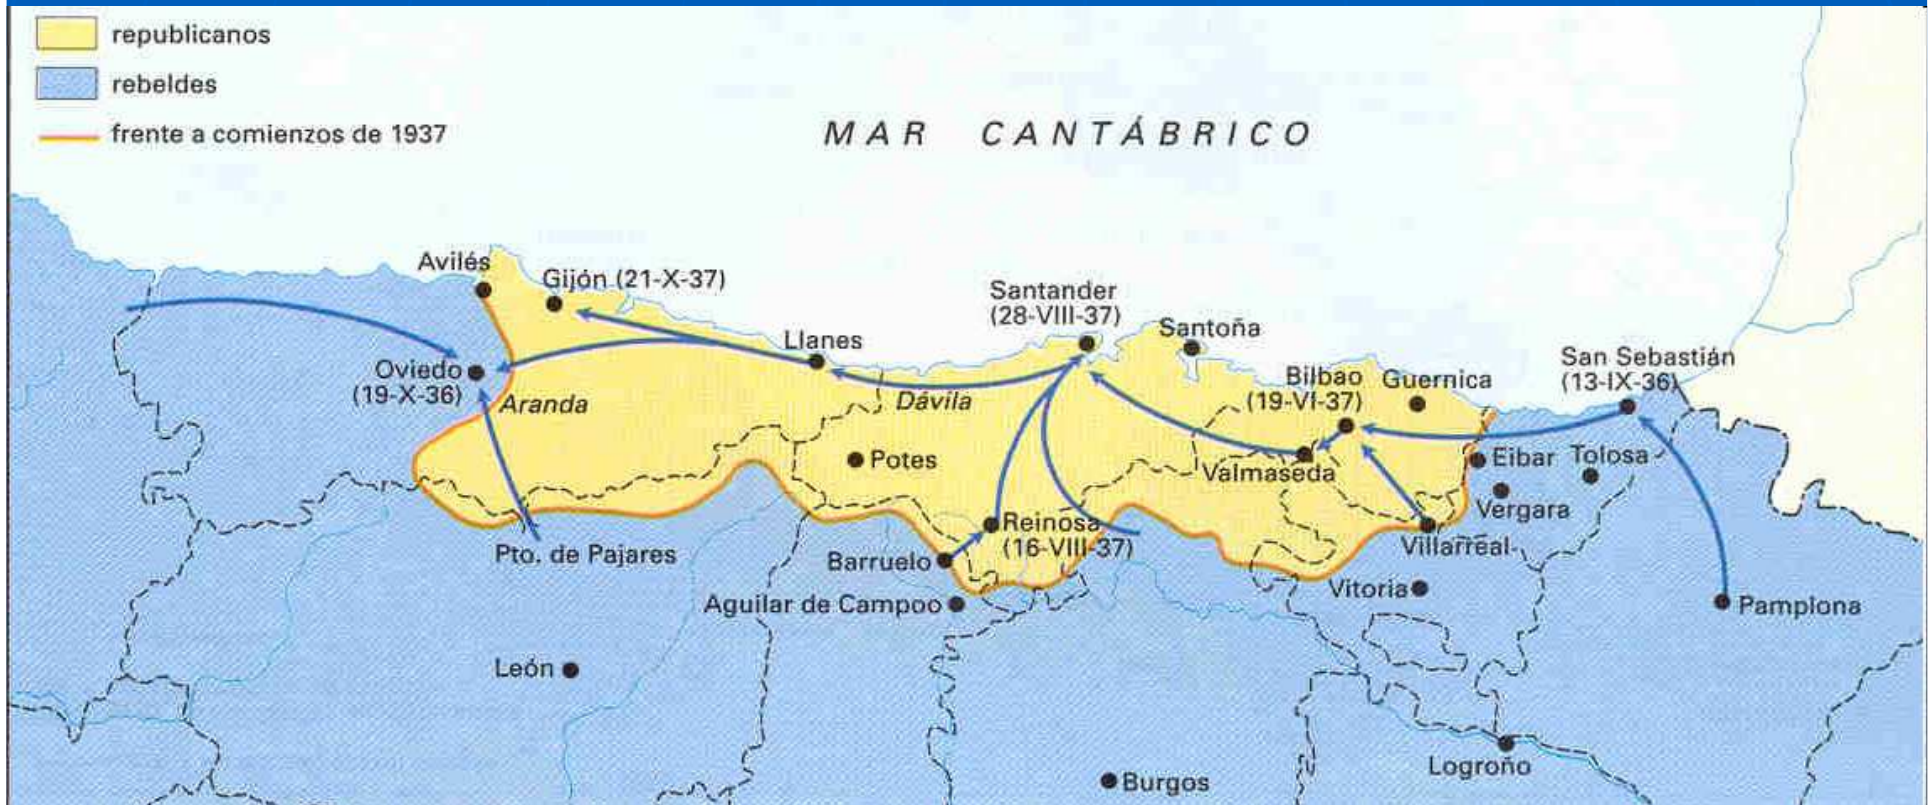 republicanos
rebeldes
frente a comienzos de 1937
MAR CANTÁBRICO
Avilés
Gijón (21-X-37)
Santander
(28-VIII-37)
Santoña
Llanes
San Sebastián
(13-IX-36)
Oviedo
(19-X-36)
Aranda
Dávila
Bilbao
(19-VI-37)
Guernica
Potes
Valmaseda
Eibar
Tolosa
Vergara
Reinosa
(16-VIII-37)
Villarreal
Pto. de Pajares
Barruelo
Aguilar de Campoo
Vitoria
Pamplona
León
Logroño
Burgos